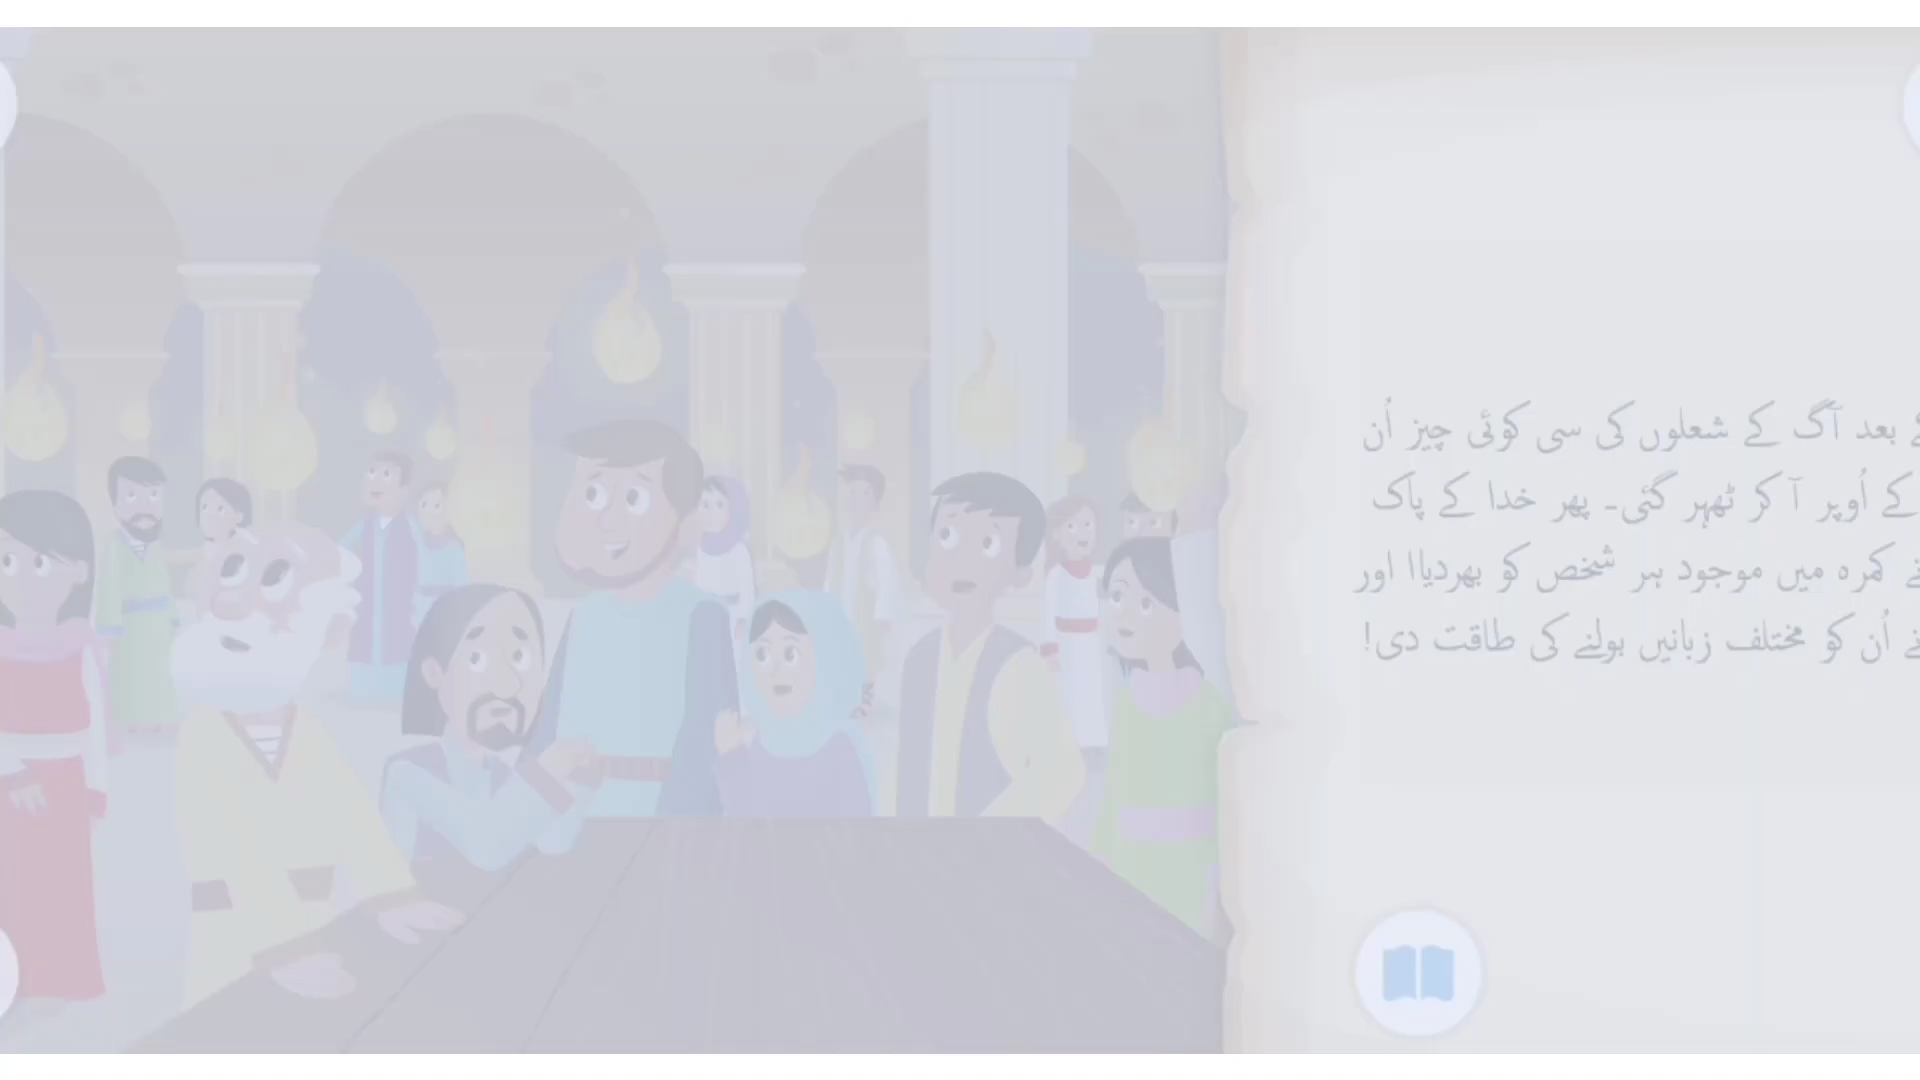 بعد آگ کے شعلوں کی سی کوئی چیز اُن
کے اُوپر آ کر ٹھہر گئی۔ پھر خدا کے پاک
کمرہ میں موجود ہر شخص کو بھردیاا اور
اُن کو مختلف زبانیں بولنے کی طاقت دی!